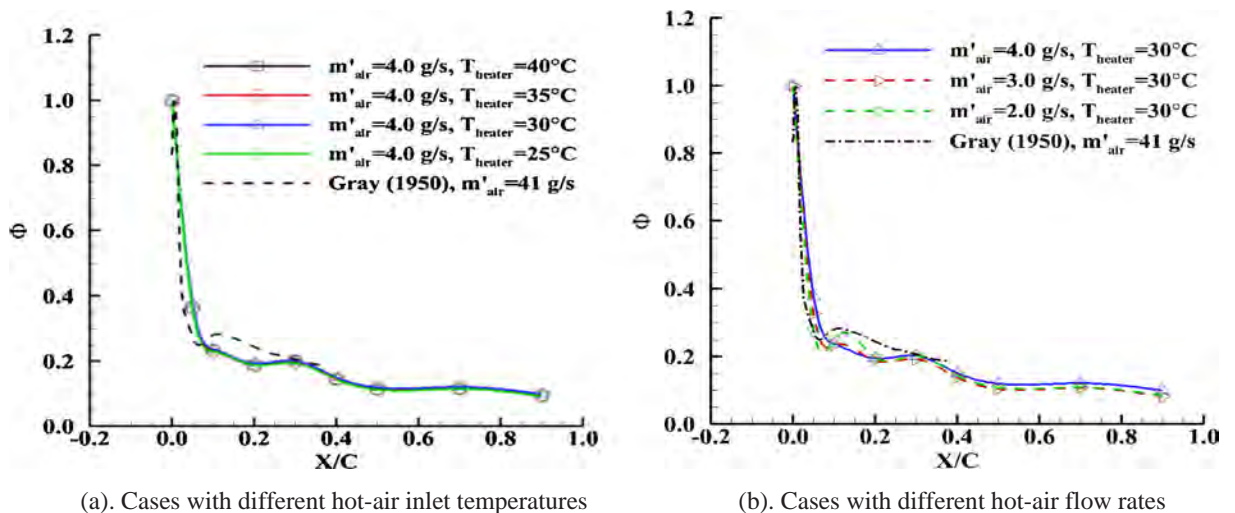 1.2
m'air=4.0 g/s, Theater=40°C
m'air=4.0 g/s, Theater=35°C
1.0
m'air=4.0 g/s, Theater=30°C
m'air=4.0 g/s, Theater=25°C
Gray (1950), m'air=41 g/s
0.8
Φ
0.6
0.4
0.2
0.0
-0.2 0.0 0.2 0.4 0.6 0.8 1.0
X/C
(a). Cases with different hot-air inlet temperatures
1.2
m'air=4.0 g/s, Theater=30°C
m'air=3.0 g/s, Theater=30°C
1.0
m'air=2.0 g/s, Theater=30°C
Gray (1950), m'air=41 g/s
0.8
Φ
0.6
0.4
0.2
0.0
-0.2 0.0 0.2 0.4 0.6 0.8 1.0
X/C
(b). Cases with different hot-air flow rates